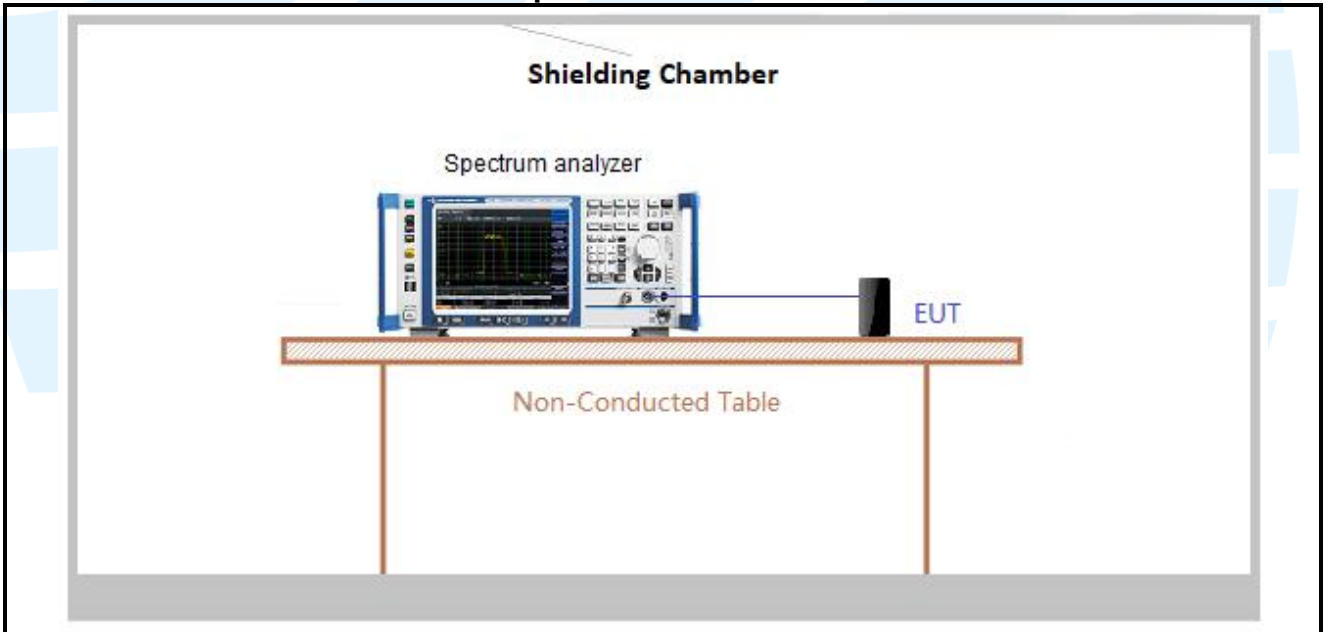 Shielding Chamber
Spectrum analyzer
EUT
Non-Conducted Table